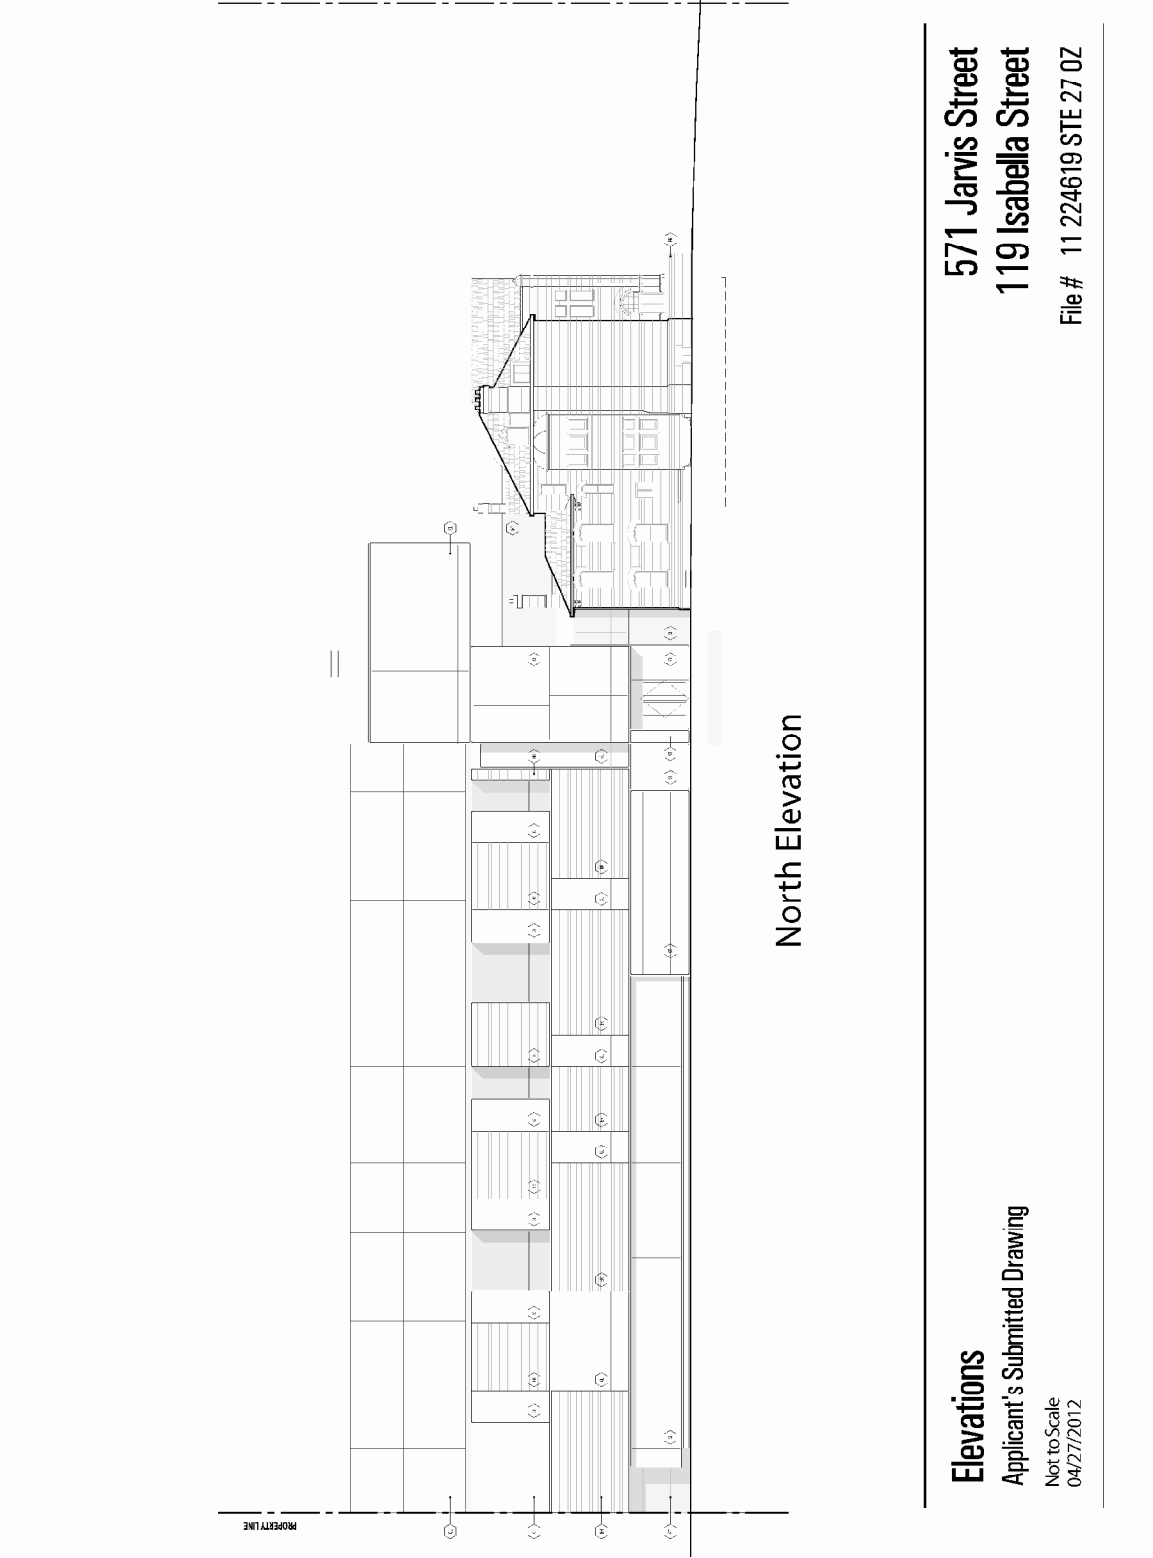 PROPERTY LINE
North Elevation
Elevations
Applicant's Submitted Drawing
Not to Scale
04/27/2012
571 Jarvis Street
119 Isabella Street
File # 11 224619 STE 27 OZ